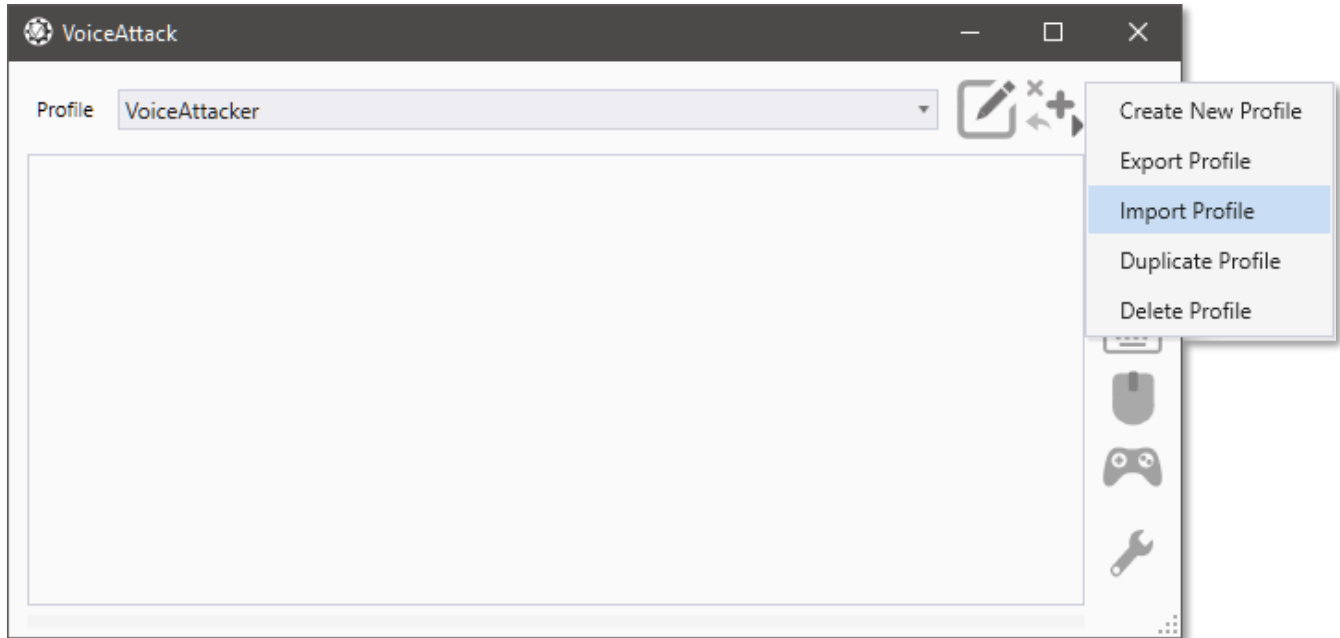 VoiceAttack
Profile
VoiceAttacker
Create New Profile
Export Profile
Import Profile
Duplicate Profile
Delete Profile